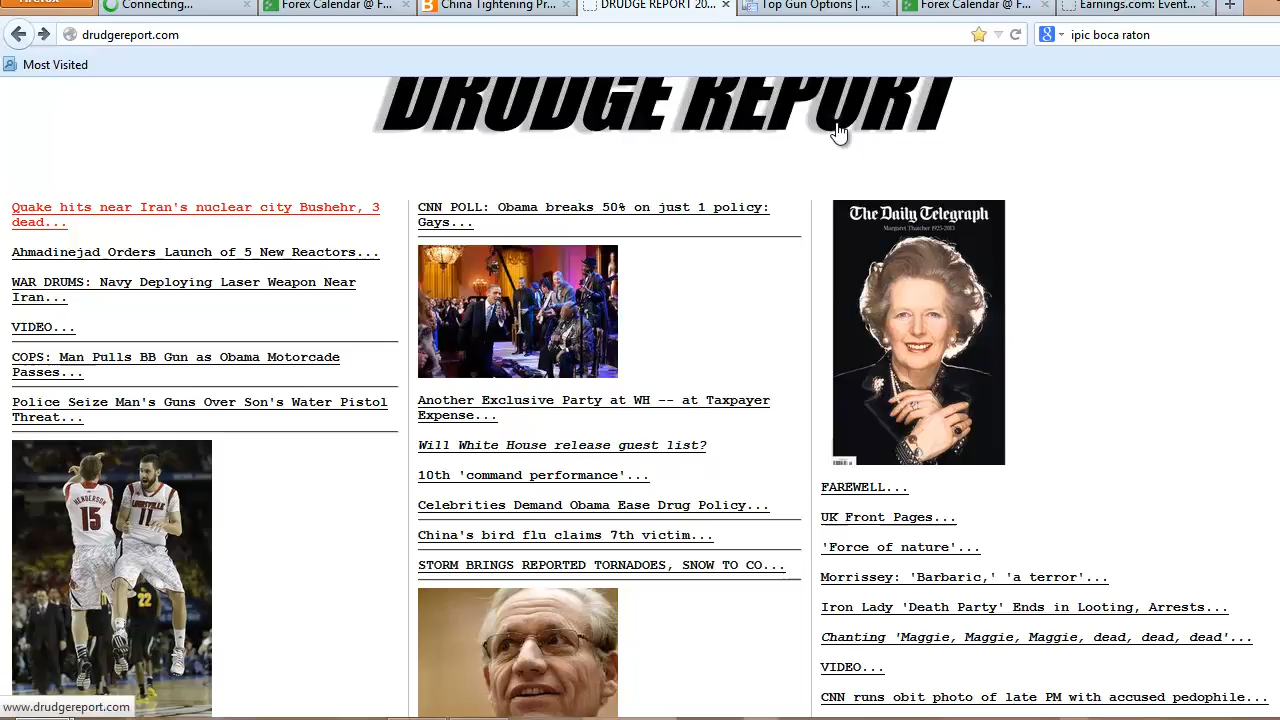 Firefox
Connecting...
Forex Calendar @ F...
China Tightening Pr...
DRUDGE REPORT 20...
Top Gun Options | ...
Forex Calendar @ F...
Earnings.com: Event...
drudgereport.com
ipic boca raton
Most Visited
DRUDGE REPORT
Quake hits near Iran's nuclear city Bushehr, 3
dead...
Ahmadinejad Orders Launch of 5 New Reactors...
WAR DRUMS: Navy Deploying Laser Weapon Near
Iran...
VIDEO...
COPS: Man Pulls BB Gun as Obama Motorcade
Passes...
Police Seize Man's Guns Over Son's Water Pistol
Threat...
HENDERSON
15
22
CNN POLL: Obama breaks 50% on just 1 policy:
Gays...
Another Exclusive Party at WH -- at Taxpayer
Expense...
Will White House release guest list?
10th 'command performance'...
Celebrities Demand Obama Ease Drug Policy...
China's bird flu claims 7th victim...
STORM BRINGS REPORTED TORNADOES, SNOW TO CO...
The Daily Telegraph
Margaret Thatcher 1925-2013
FAREWELL...
UK Front Pages...
'Force of nature'...
Morrissey: 'Barbaric,' 'a terror'...
Iron Lady 'Death Party' Ends in Looting, Arrests...
Chanting 'Maggie, Maggie, Maggie, dead, dead, dead'...
VIDEO...
CNN runs obit photo of late PM with accused pedophile...
www.drudgereport.com